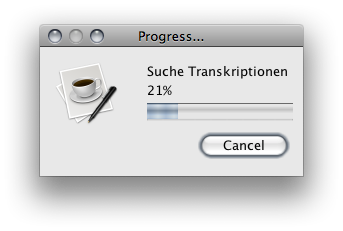 Progress...
Suche Transkriptionen
21%
Cancel